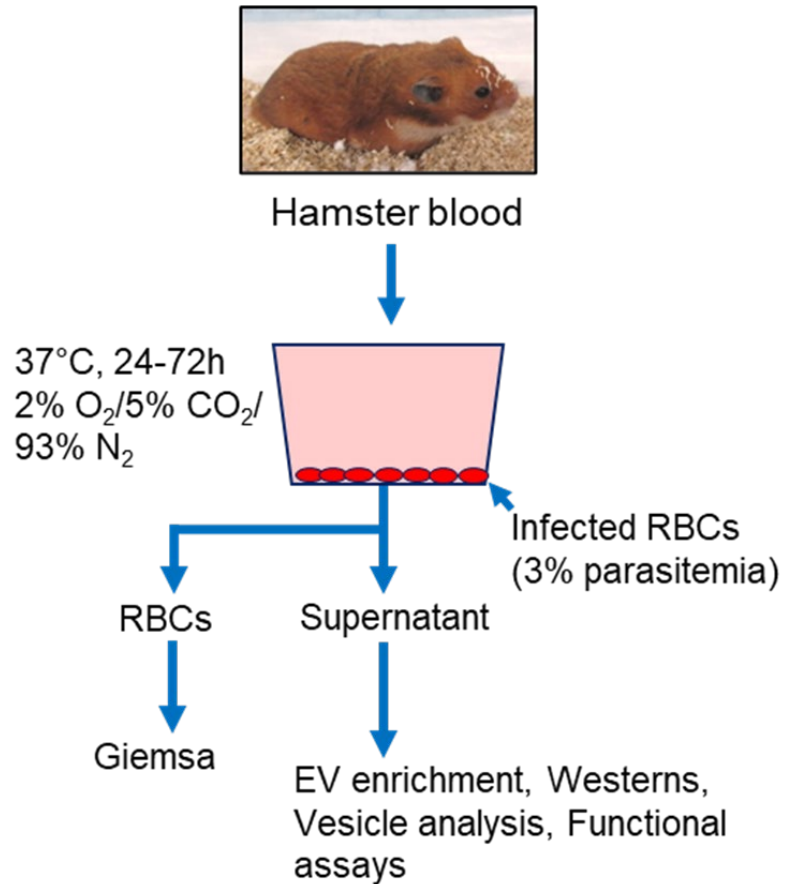 Hamster blood
37°C, 24-72h
2% O₂/5% CO₂/
93% N₂
Infected RBCs
(3% parasitemia)
RBCs
Supernatant
Giemsa
EV enrichment, Westerns,
Vesicle analysis, Functional
assays